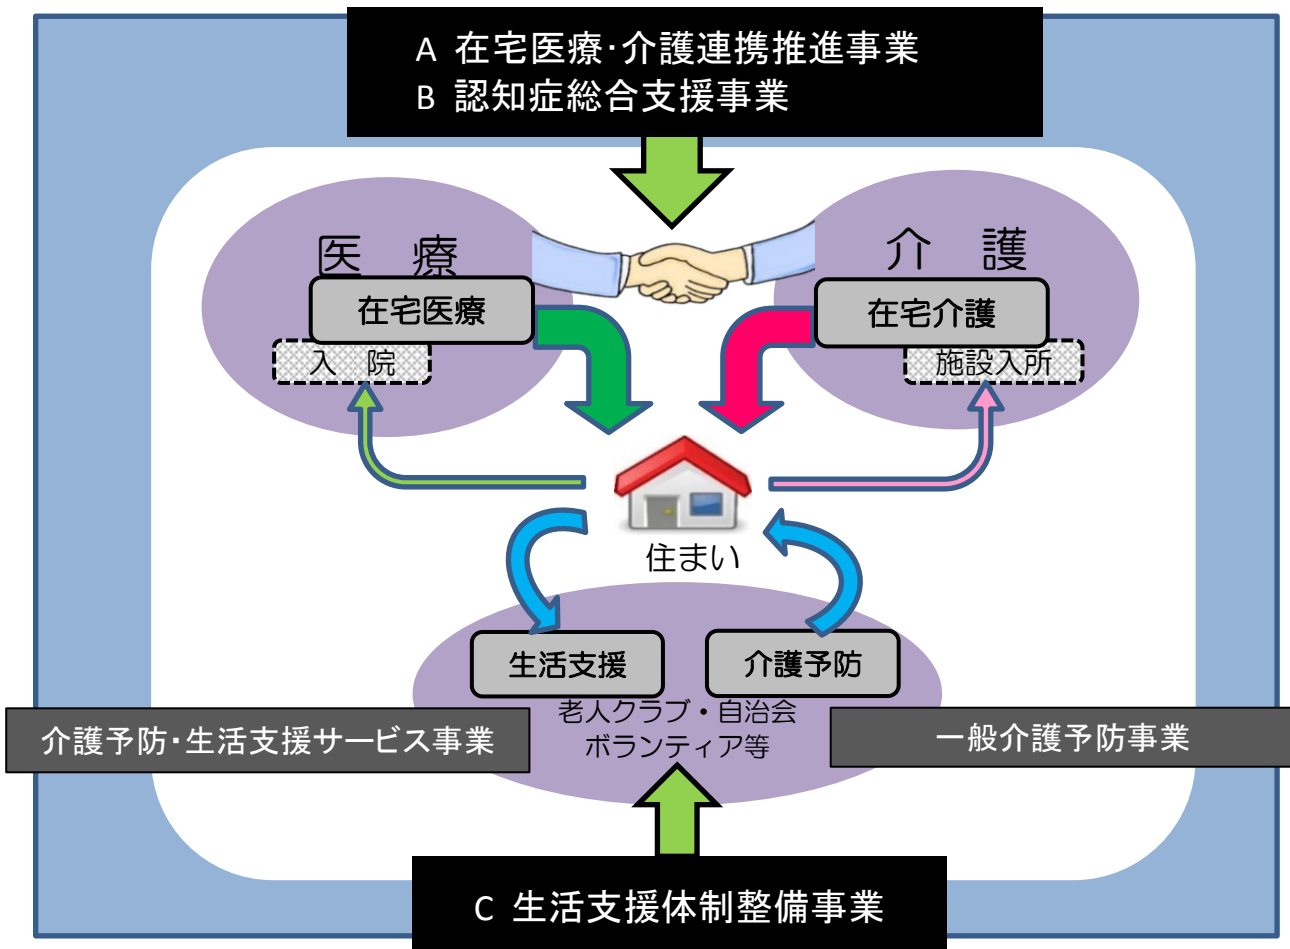 A 在宅医療・介護連携推進事業
B 認知症総合支援事業
医 療
介 護
在宅医療
在宅介護
入 院
施設入所
住まい
生活支援
介護予防
老人クラブ・自治会
ボランティア等
介護予防・生活支援サービス事業
一般介護予防事業
C 生活支援体制整備事業